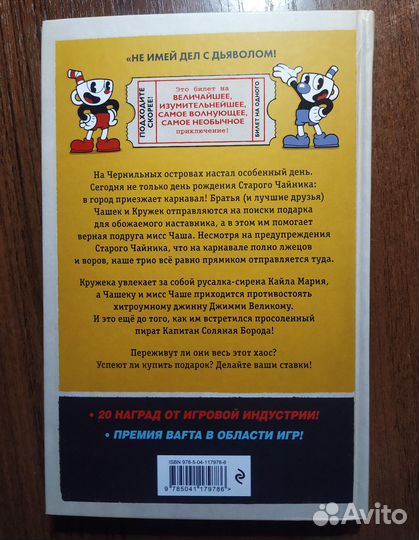 «НЕ ИМЕЙ ДЕЛ С ДЬЯВОЛОМ!
ПОДХОДИТЕ
СКОРЕЕ!
Это билет на
ВЕЛИЧАЙШЕЕ,
ИЗУМИТЕЛЬНЕЙШЕЕ,
САМОЕ ВОЛНУЮЩЕЕ,
САМОЕ НЕОБЫЧНОЕ
приключение!
БИЛЕТ НА ОДНОГО
На Чернильных островах настал особенный день.
Сегодня не только день рождения Старого Чайника:
в город приезжает карнавал! Братья (и лучшие друзья)
Чашек и Кружек отправляются на поиски подарка
для обожаемого наставника, а в этом им помогает
верная подруга мисс Чаша. Несмотря на предупреждения
Старого Чайника, что на карнавале полно лжецов
и воров, наше трио всё равно прямиком отправляется туда.
Кружека увлекает за собой русалка-сирена Кайла Мария,
а Чашеку и мисс Чаше приходится противостоять
хитроумному джинну Джимми Великому.
И это ещё до того, как им встретился просоленный
пират Капитан Соляная Борода!
Переживут ли они весь этот хаос?
Успеют ли купить подарок? Делайте ваши ставки!
• 20 НАГРАД ОТ ИГРОВОЙ ИНДУСТРИИ!
• ПРЕМИЯ BAFTA В ОБЛАСТИ ИГР!
ISBN 978-5-04-117978-6
9 785041 179786 >
Avito